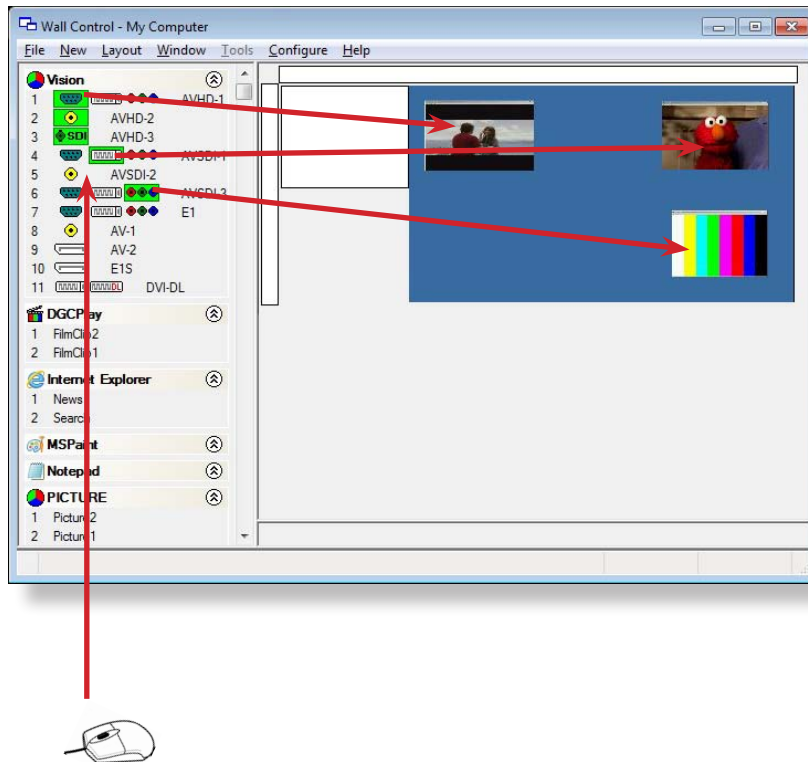 Wall Control - My Computer
File New Layout Window Tools Configure Help
Vision
1 AVHD-1
2 AVHD-2
3 SDI AVHD-3
4 AVSDI-1
5 AVSDI-2
6 AVSDI-3
7 E1
8 AV-1
9 AV-2
10 E1S
11 DL DVI-DL
DGCPlay
1 FilmClip2
2 FilmClip1
Internet Explorer
1 News
2 Search
MSPaint
Notepad
PICTURE
1 Picture2
2 Picture1